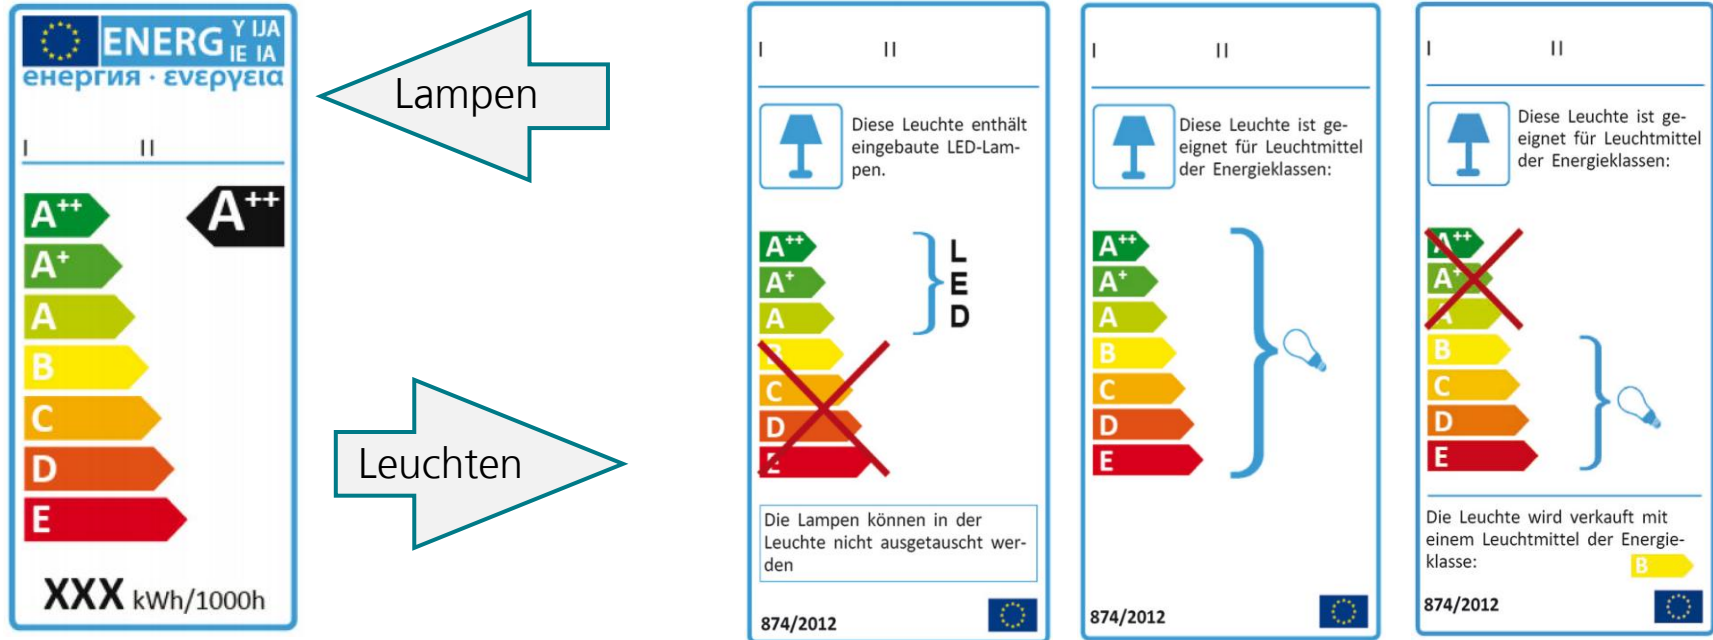 ENERG Y IJA
IE IA
енергия · ενεργεια
I II
A++ A++
A+
A
B
C
D
E
XXX kWh/1000h
Lampen
Leuchten
I II
Diese Leuchte enthält
eingebaute LED-Lam-
pen.
A++
A+
A
B
C
D
E
L
E
D
Die Lampen können in der
Leuchte nicht ausgetauscht wer-
den
874/2012
I II
Diese Leuchte ist ge-
eignet für Leuchtmittel
der Energieklassen:
A++
A+
A
B
C
D
E
874/2012
I II
Diese Leuchte ist ge-
eignet für Leuchtmittel
der Energieklassen:
A++
A+
A
B
C
D
E
Die Leuchte wird verkauft mit
einem Leuchtmittel der Energie-
klasse:
B
874/2012